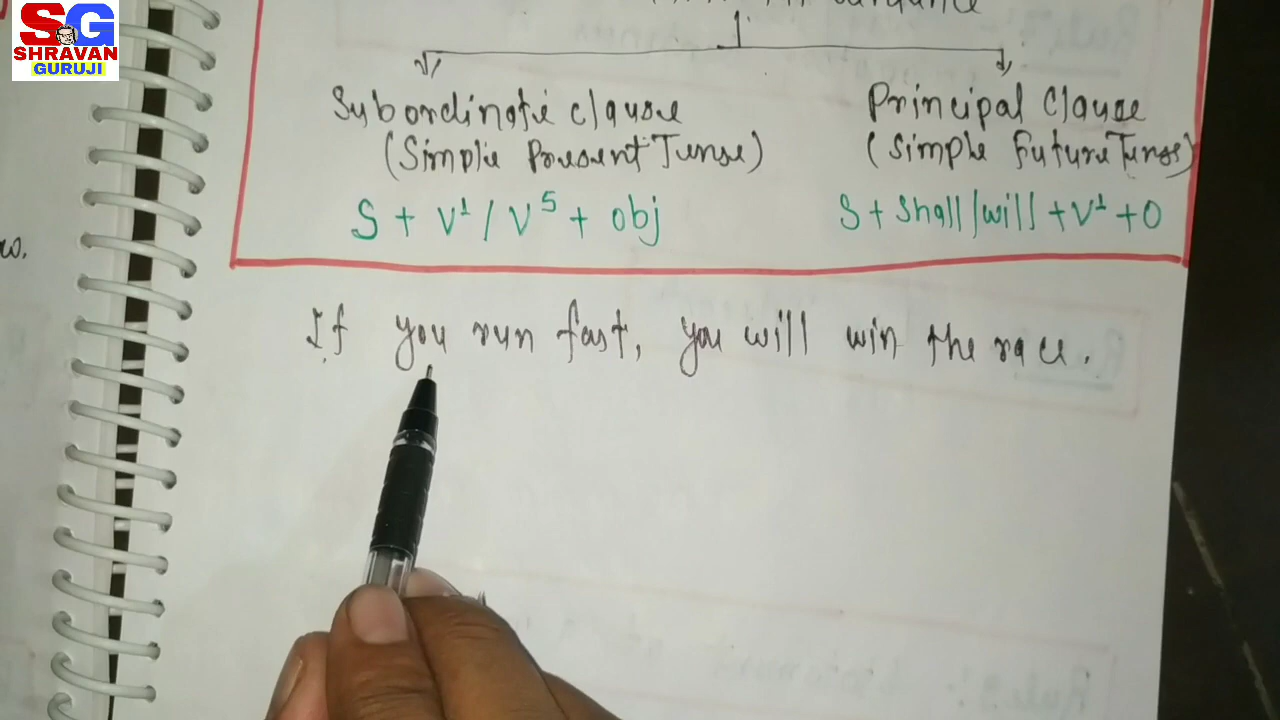 SG
SHRAVAN
GURUJI
Subordinate clause
Principal Clause
(Simple Present Tense)
(Simple Future Tense)
S + V¹ / V⁵ + obj
S + Shall / will + V¹ + O
If you run fast, you will win the race.
w.